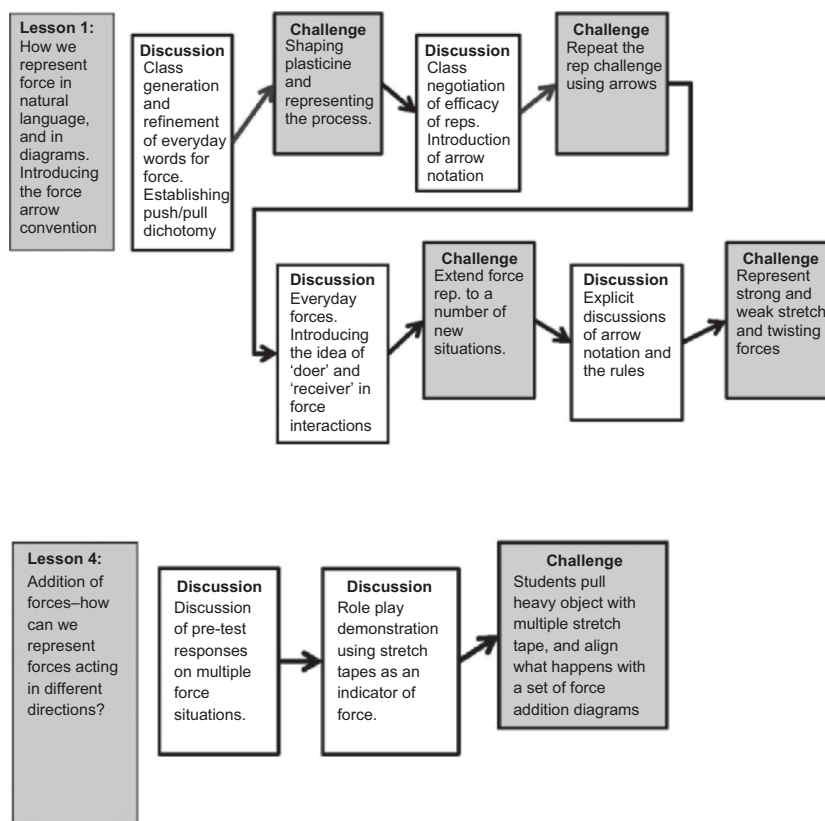 Lesson 1:
How we
represent
force in
natural
language,
and in
diagrams.
Introducing
the force
arrow
convention
Discussion
Class
generation
and
refinement
of everyday
words for
force.
Establishing
push/pull
dichotomy
Challenge
Shaping
plasticine
and
representing
the process.
Discussion
Class
negotiation
of efficacy
of reps.
Introduction
of arrow
notation
Challenge
Repeat the
rep challenge
using arrows
Discussion
Everyday
forces.
Introducing
the idea of
‘doer’ and
‘receiver’ in
force
interactions
Challenge
Extend force
rep. to a
number of
new
situations.
Discussion
Explicit
discussions
of arrow
notation and
the rules
Challenge
Represent
strong and
weak stretch
and twisting
forces
Lesson 4:
Addition of
forces–how
can we
represent
forces acting
in different
directions?
Discussion
Discussion
of pre-test
responses
on multiple
force
situations.
Discussion
Role play
demonstration
using stretch
tapes as an
indicator of
force.
Challenge
Students pull
heavy object with
multiple stretch
tape, and align
what happens with
a set of force
addition diagrams